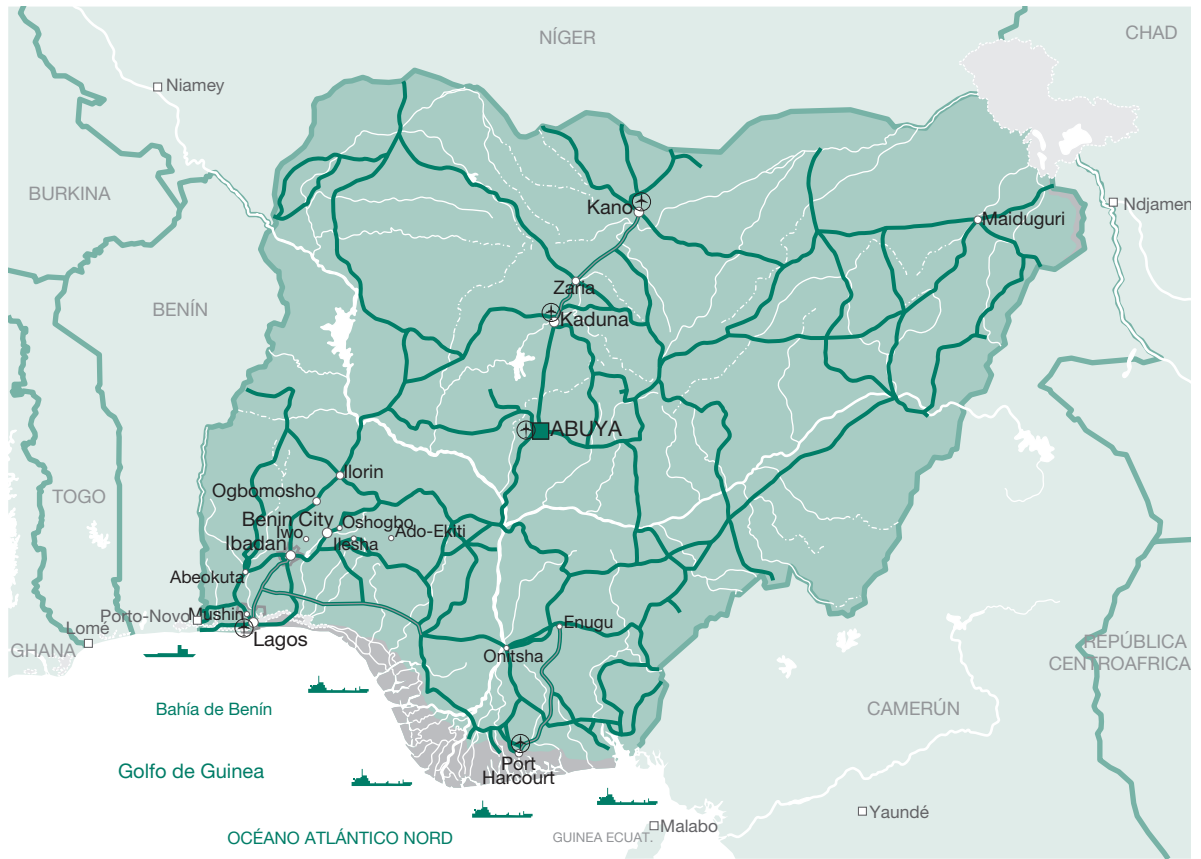 NÍGER
CHAD
Niamey
BURKINA
Kano
Ndjamen
Maiduguri
Zaria
BENÍN
Kaduna
ABUYA
Ilorin
TOGO
Ogbomosho
Benin City
Oshogbo
Iwo
Ado-Ekiti
Ibadan
Ilesha
Abeokuta
Porto-Novo
Mushin
Enugu
Lomé
Lagos
GHANA
Onitsha
REPÚBLICA
CENTROAFRICA
Bahía de Benín
CAMERÚN
Golfo de Guinea
Port
Harcourt
Yaundé
Malabo
OCÉANO ATLÁNTICO NORD
GUINEA ECUAT.